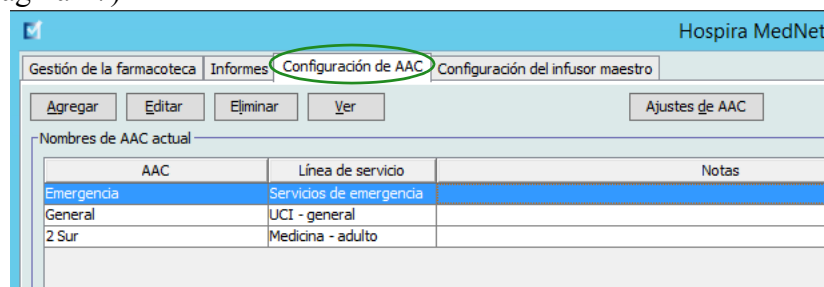 Hospira MedNet
Gestión de la farmacoteca Informes Configuración de AAC Configuración del infusor maestro
Agregar Editar Eliminar Ver Ajustes de AAC
Nombres de AAC actual
AAC Línea de servicio Notas
Emergencia Servicios de emergencia
General UCI - general
2 Sur Medicina - adulto